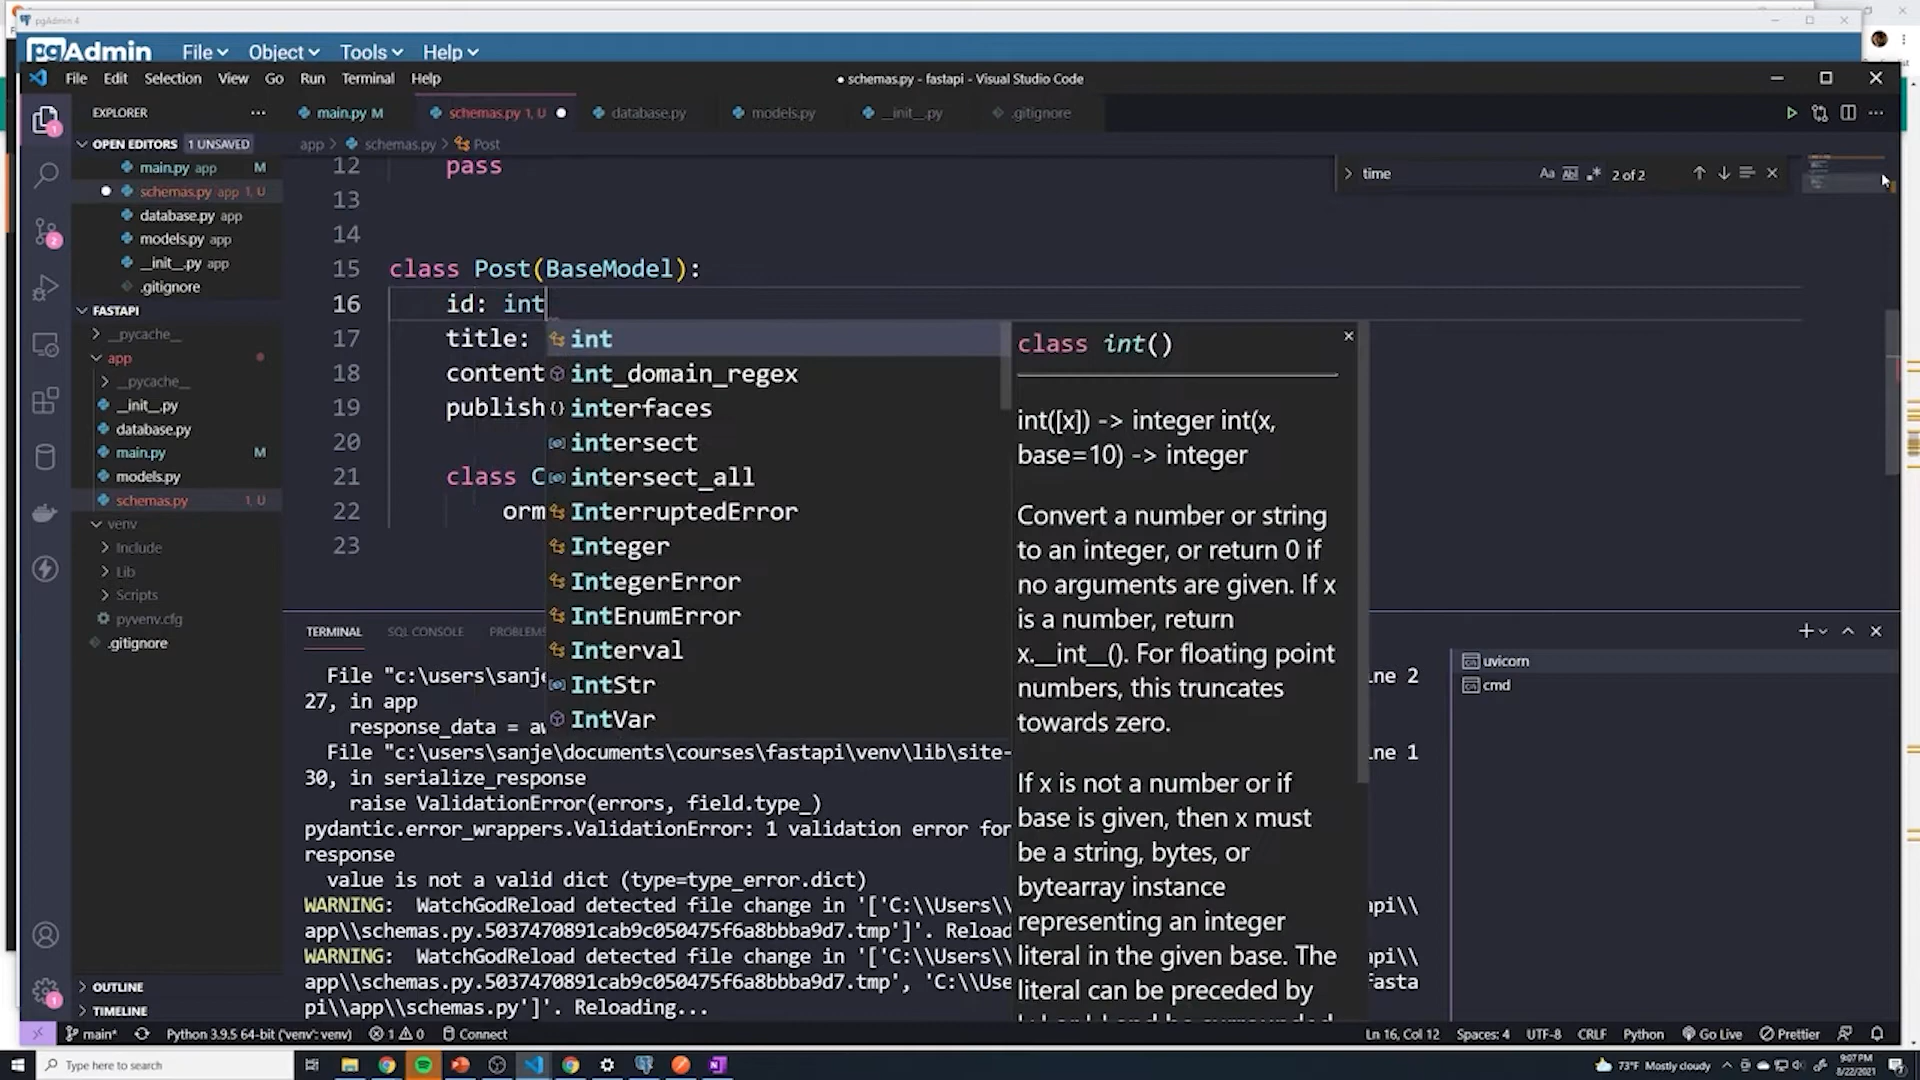 pgAdmin 4
pgAdmin File Object Tools Help
File Edit Selection View Go Run Terminal Help
● schemas.py - fastapi - Visual Studio Code
EXPLORER
main.py M schemas.py 1, U database.py models.py __init__.py .gitignore
OPEN EDITORS 1 UNSAVED
app > schemas.py > Post
main.py app M
schemas.py app 1, U
database.py app
models.py app
__init__.py app
.gitignore
FASTAPI
__pycache__
app
__pycache__
__init__.py
database.py
main.py M
models.py
schemas.py 1, U
venv
Include
Lib
Scripts
pyvenv.cfg
.gitignore
OUTLINE
TIMELINE
time Aa Abl .* 2 of 2
12 pass
13
14
15 class Post(BaseModel):
16 id: int
17 title:
18 content
19 publish
20
21 class C
22 orm
23
int
int_domain_regex
interfaces
intersect
intersect_all
InterruptedError
Integer
IntegerError
IntEnumError
Interval
IntStr
IntVar
class int()
int([x]) -> integer int(x,
base=10) -> integer
Convert a number or string
to an integer, or return 0 if
no arguments are given. If x
is a number, return
x.__int__(). For floating point
numbers, this truncates
towards zero.
If x is not a number or if
base is given, then x must
be a string, bytes, or
bytearray instance
representing an integer
literal in the given base. The
literal can be preceded by
TERMINAL SQL CONSOLE PROBLEMS
uvicorn
cmd
File "c:\users\sanje ine 2
27, in app
response_data = aw
File "c:\users\sanje\documents\courses\fastapi\venv\lib\site- ine 1
30, in serialize_response
raise ValidationError(errors, field.type_)
pydantic.error_wrappers.ValidationError: 1 validation error for
response
value is not a valid dict (type=type_error.dict)
WARNING: WatchGodReload detected file change in '['C:\\Users\\ api\\
app\\schemas.py.5037470891cab9c050475f6a8bbba9d7.tmp']'. Reload
WARNING: WatchGodReload detected file change in '['C:\\Users\\ api\\
app\\schemas.py.5037470891cab9c050475f6a8bbba9d7.tmp', 'C:\\Use fasta
pi\\app\\schemas.py']'. Reloading...
main* Python 3.9.5 64-bit ('venv': venv) 1 0 Connect Ln 16, Col 12 Spaces: 4 UTF-8 CRLF Python Go Live Prettier
Type here to search
73°F Mostly cloudy
9:07 PM
8/22/2021